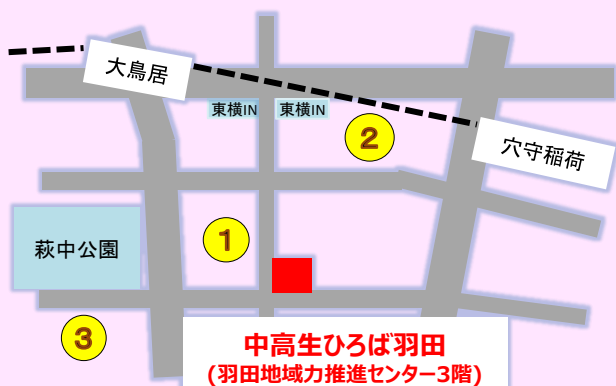 大鳥居
東横IN 東横IN
②
穴守稲荷
①
萩中公園
③
中高生ひろば羽田
(羽田地域力推進センター3階)